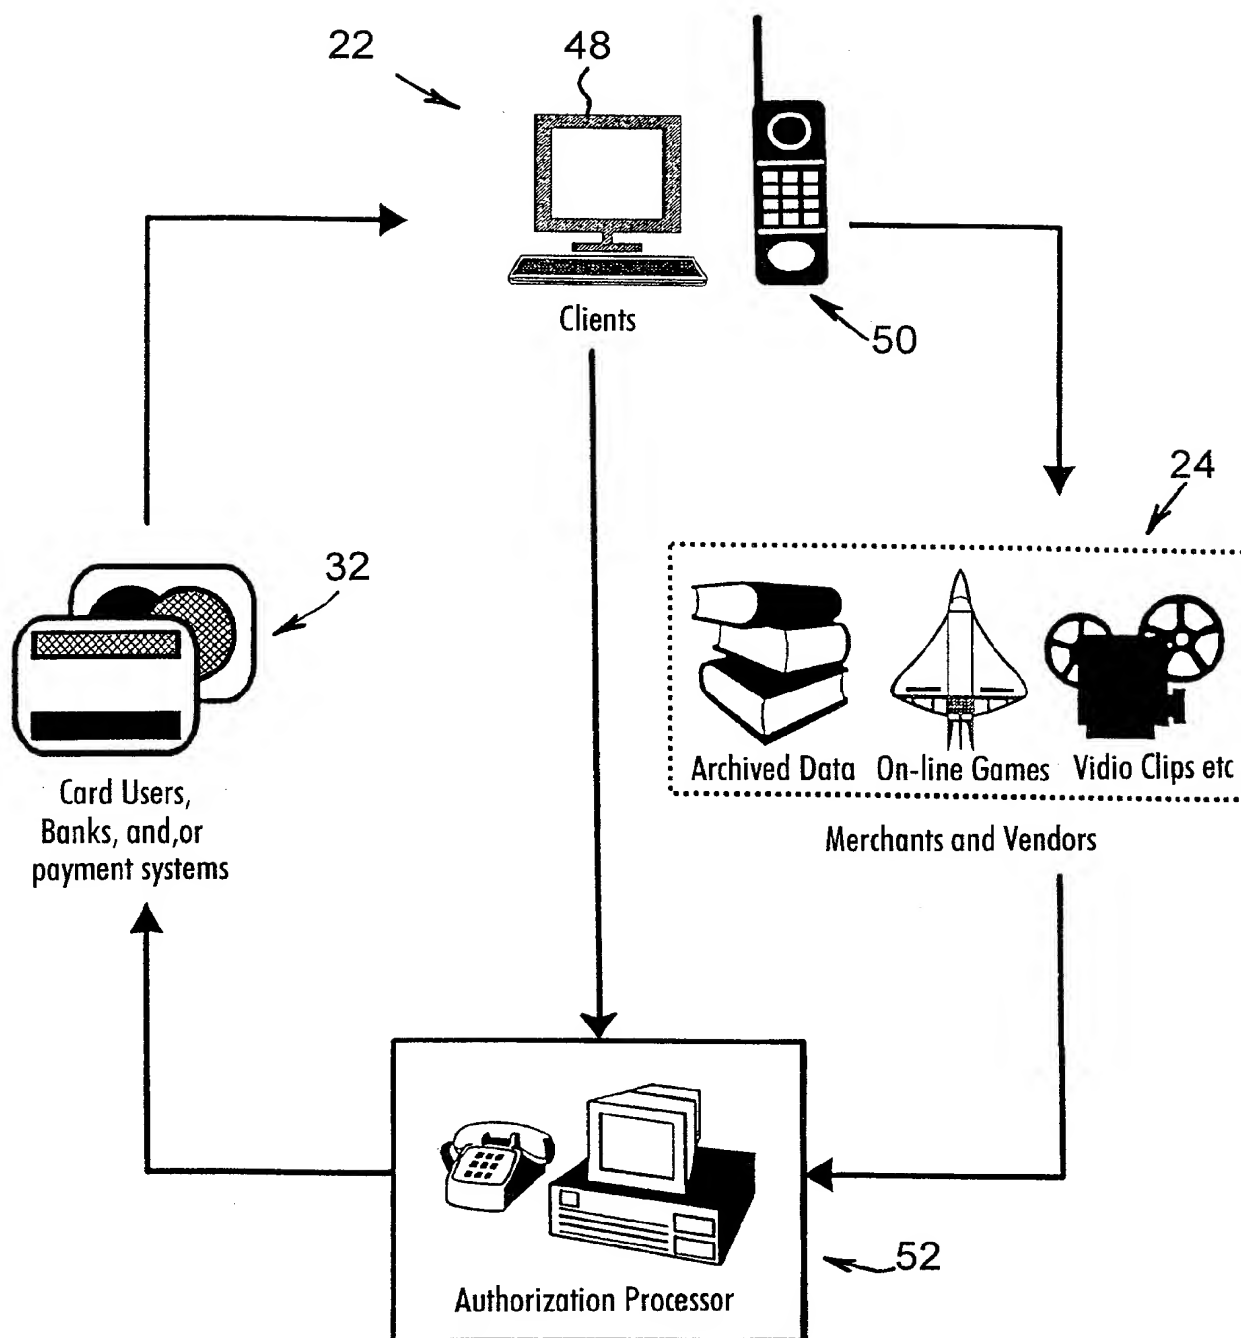 22
48
Clients
50
24
32
Archived Data On-line Games Vidio Clips etc
Card Users,
Banks, and,or
payment systems
Merchants and Vendors
52
Authorization Processor